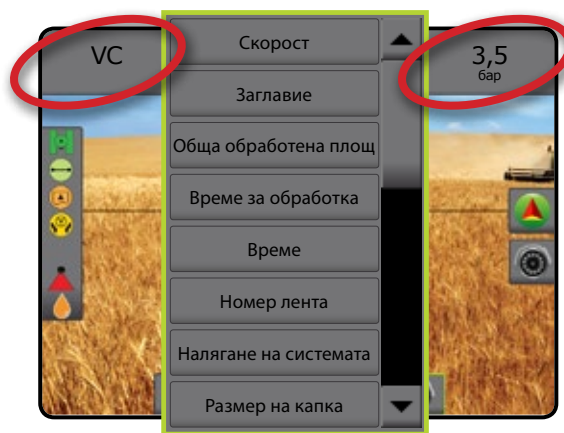 VC
Скорост
Заглавие
Обща обработена площ
Време за обработка
Време
Номер лента
Налягане на системата
Размер на капка
3,5
бар